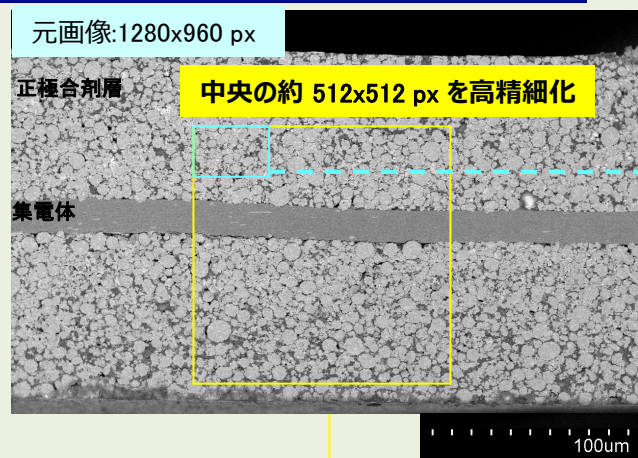 元画像:1280x960 px
正極合剤層
中央の約 512x512 px を高精細化
集電体
100um